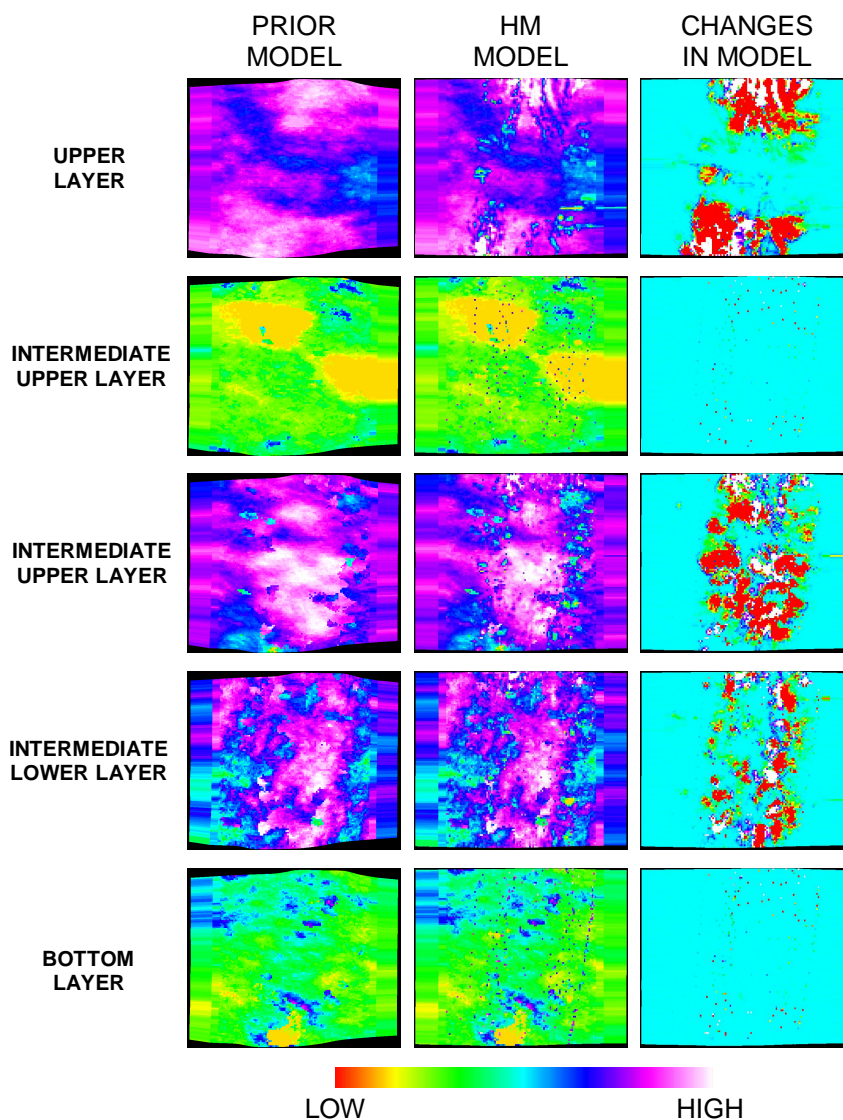 PRIOR
MODEL
HM
MODEL
CHANGES
IN MODEL
UPPER
LAYER
INTERMEDIATE
UPPER LAYER
INTERMEDIATE
UPPER LAYER
INTERMEDIATE
LOWER LAYER
BOTTOM
LAYER
LOW
HIGH